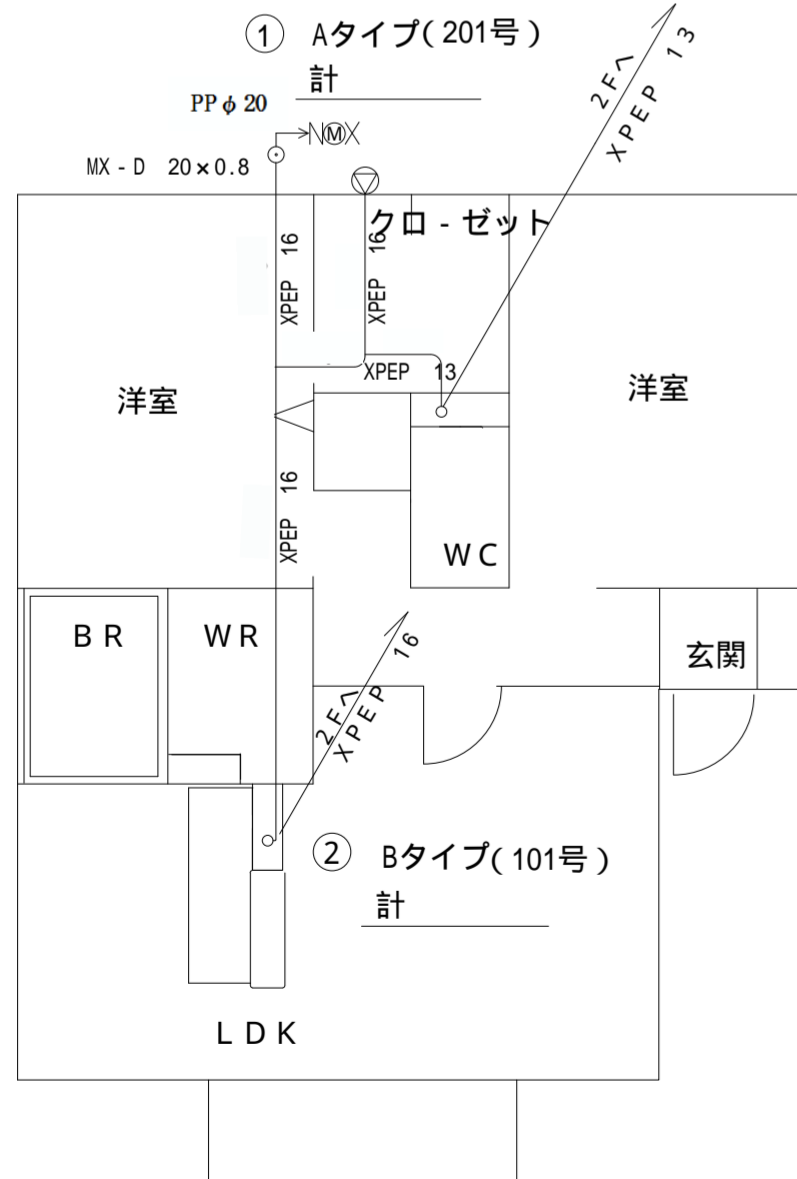 ① Aタイプ(201号)
計
PPφ20
NⓂX
MX-D 20×0.8
2Fへ
XPEP 13
クロ-ゼット
XPEP 16
XPEP 16
XPEP 13
洋室
洋室
XPEP 16
WC
BR
WR
玄関
2Fへ
XPEP 16
② Bタイプ(101号)
計
LDK